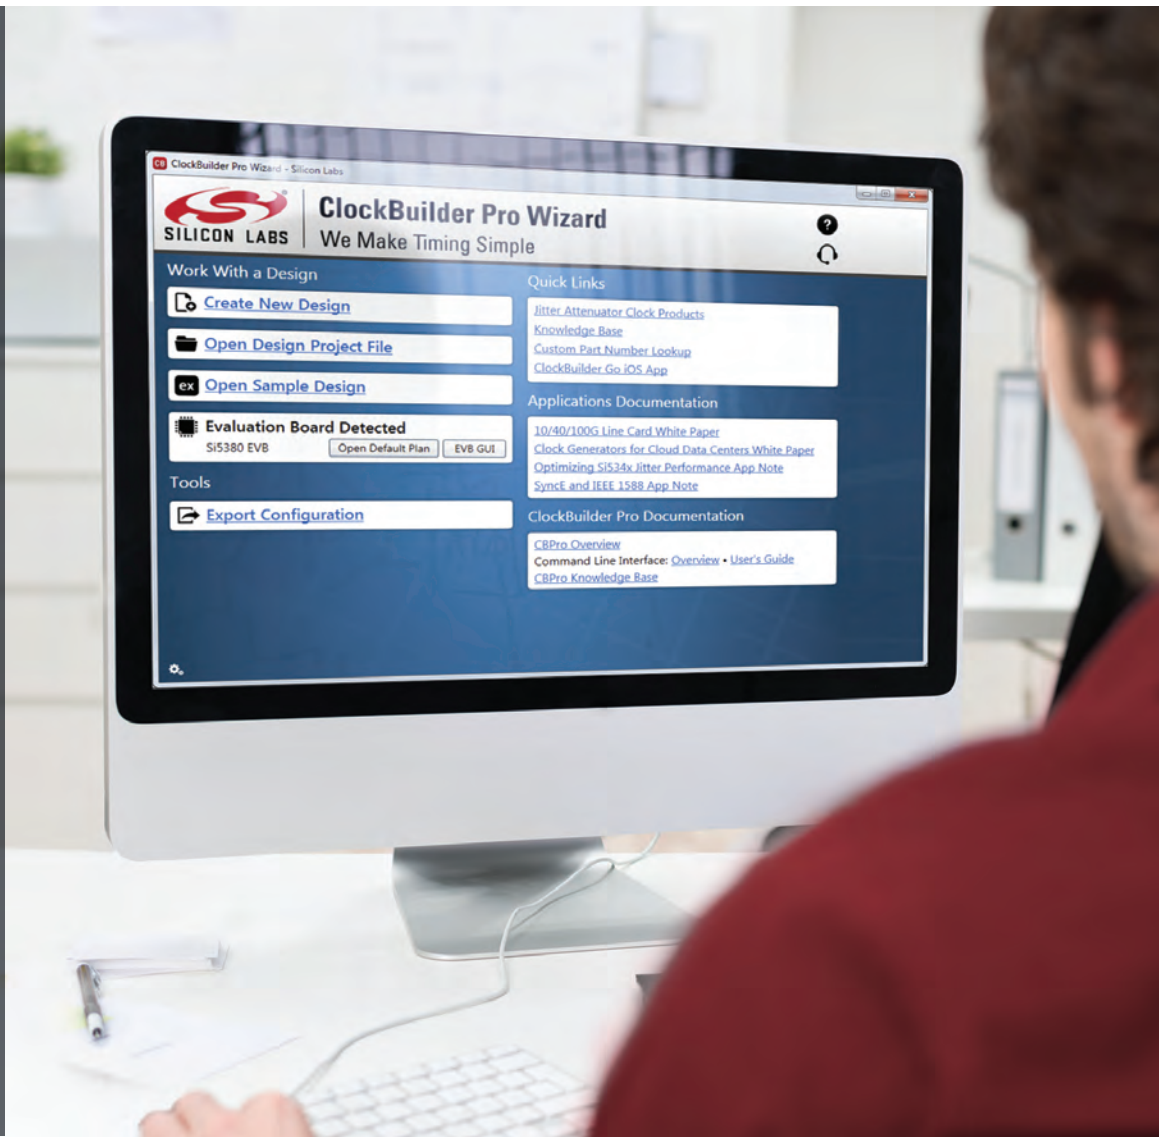 CB ClockBuilder Pro Wizard - Silicon Labs
SILICON LABS
ClockBuilder Pro Wizard
We Make Timing Simple
?
Work With a Design
Create New Design
Open Design Project File
ex Open Sample Design
Evaluation Board Detected
Si5380 EVB Open Default Plan EVB GUI
Tools
Export Configuration
Quick Links
Jitter Attenuator Clock Products
Knowledge Base
Custom Part Number Lookup
ClockBuilder Go iOS App
Applications Documentation
10/40/100G Line Card White Paper
Clock Generators for Cloud Data Centers White Paper
Optimizing Si534x Jitter Performance App Note
SyncE and IEEE 1588 App Note
ClockBuilder Pro Documentation
CBPro Overview
Command Line Interface: Overview • User's Guide
CBPro Knowledge Base